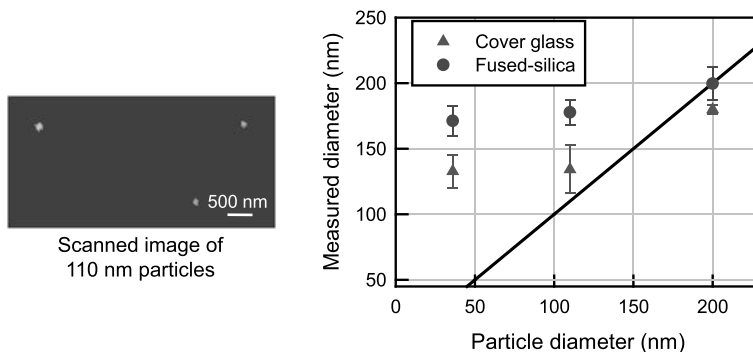 500 nm
Scanned image of
110 nm particles
Measured diameter (nm)
250
200
150
100
50
Cover glass
Fused-silica
0
50
100
150
200
Particle diameter (nm)